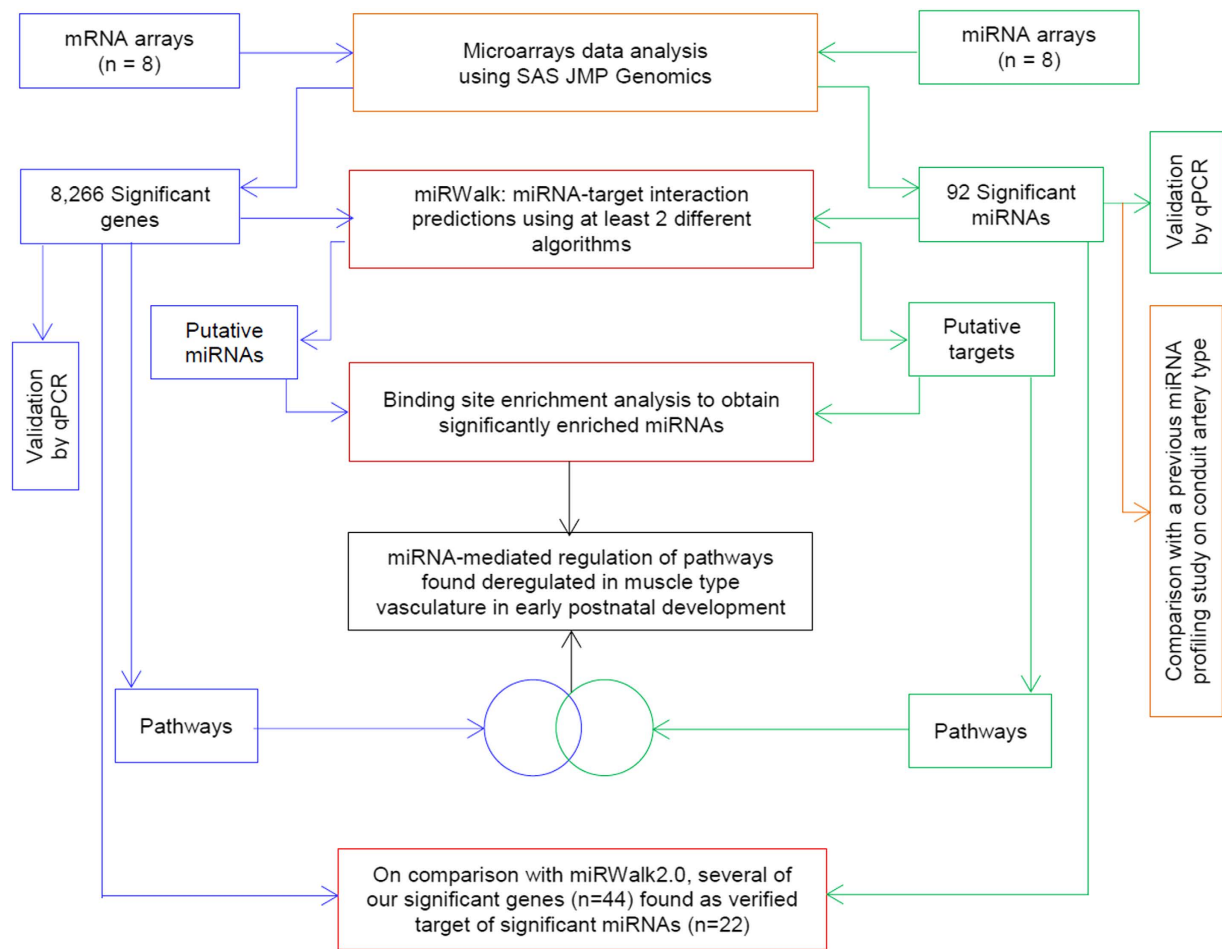 mRNA arrays
(n = 8)
Microarrays data analysis
using SAS JMP Genomics
miRNA arrays
(n = 8)
8,266 Significant
genes
miRWalk: miRNA-target interaction
predictions using at least 2 different
algorithms
92 Significant
miRNAs
Validation
by qPCR
Putative
miRNAs
Putative
targets
Validation
by qPCR
Binding site enrichment analysis to obtain
significantly enriched miRNAs
Comparison with a previous miRNA
profiling study on conduit artery type
miRNA-mediated regulation of pathways
found deregulated in muscle type
vasculature in early postnatal development
Pathways
Pathways
On comparison with miRWalk2.0, several of
our significant genes (n=44) found as verified
target of significant miRNAs (n=22)